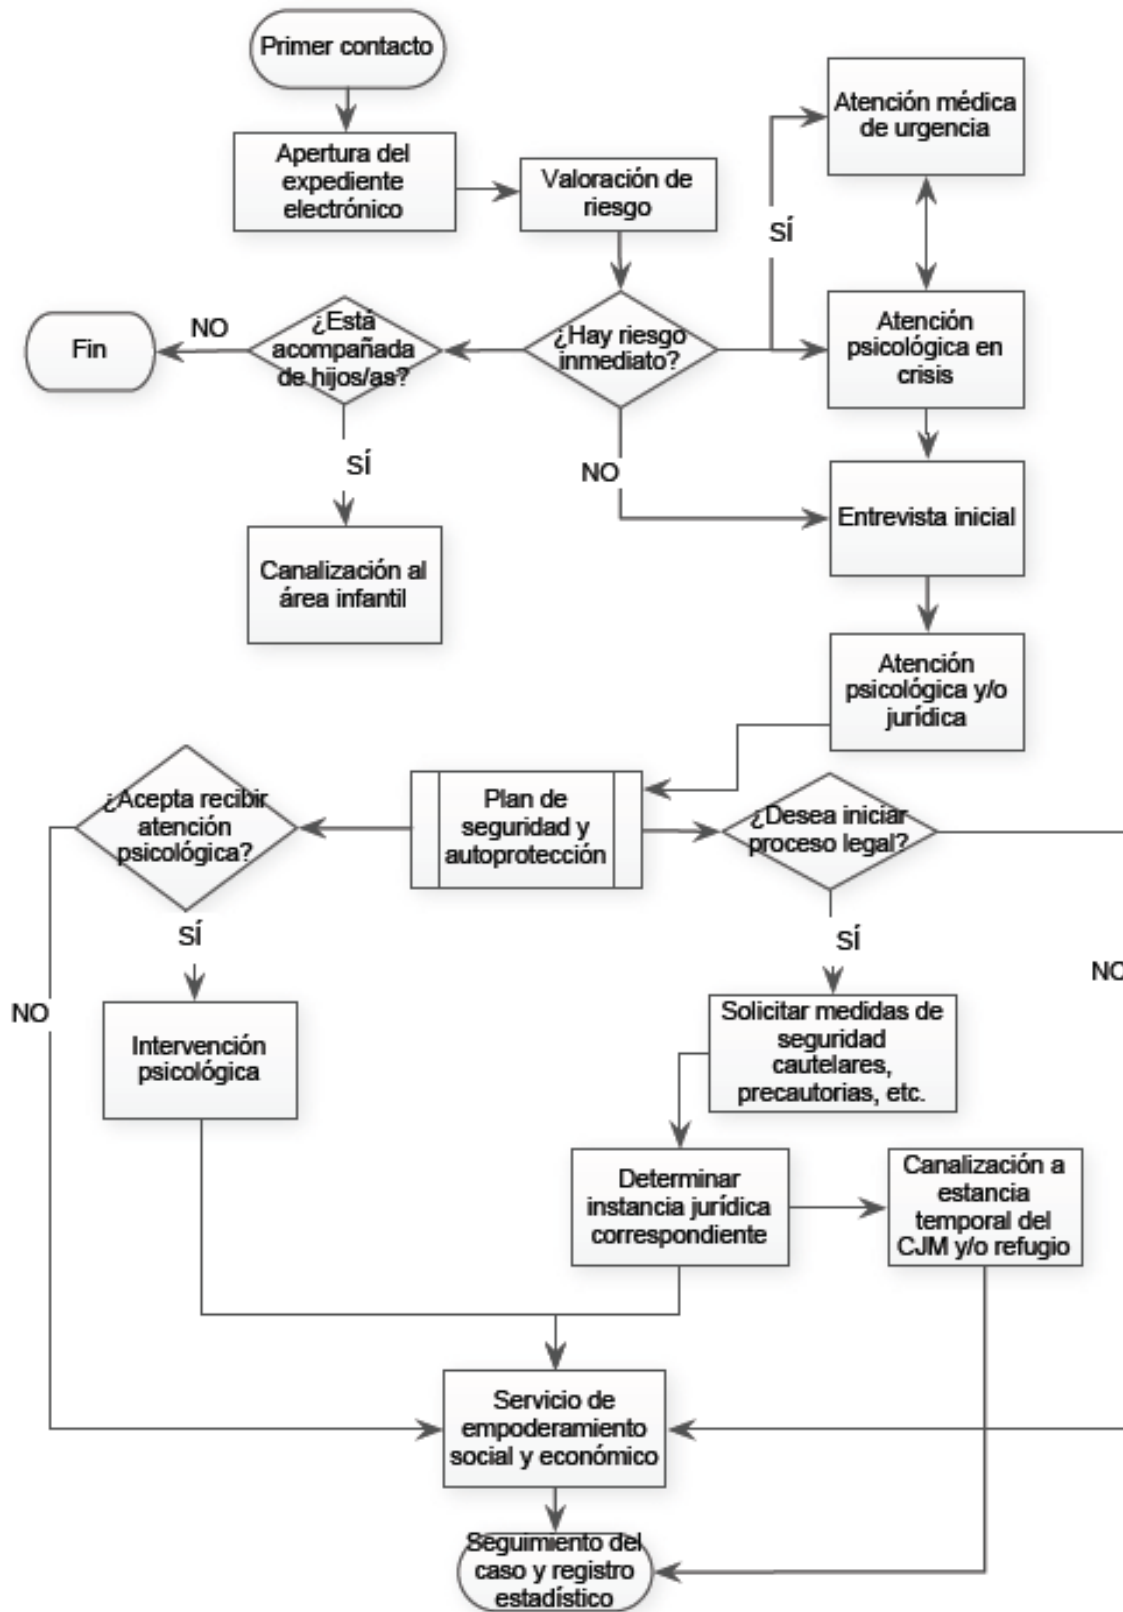 Primer contacto
Apertura del
expediente
electrónico
Valoración de
riesgo
Atención médica
de urgencia
SÍ
¿Hay riesgo
inmediato?
¿Está
acompañada
de hijos/as?
NO
Fin
Atención
psicológica en
crisis
SÍ
NO
Entrevista inicial
Canalización al
área infantil
Atención
psicológica y/o
jurídica
Plan de
seguridad y
autoprotección
¿Acepta recibir
atención
psicológica?
¿Desea iniciar
proceso legal?
SÍ
SÍ
NO
NO
Intervención
psicológica
Solicitar medidas de
seguridad
cautelares,
precautorias, etc.
Determinar
instancia jurídica
correspondiente
Canalización a
estancia
temporal del
CJM y/o refugio
Servicio de
empoderamiento
social y económico
Seguimiento del
caso y registro
estadístico